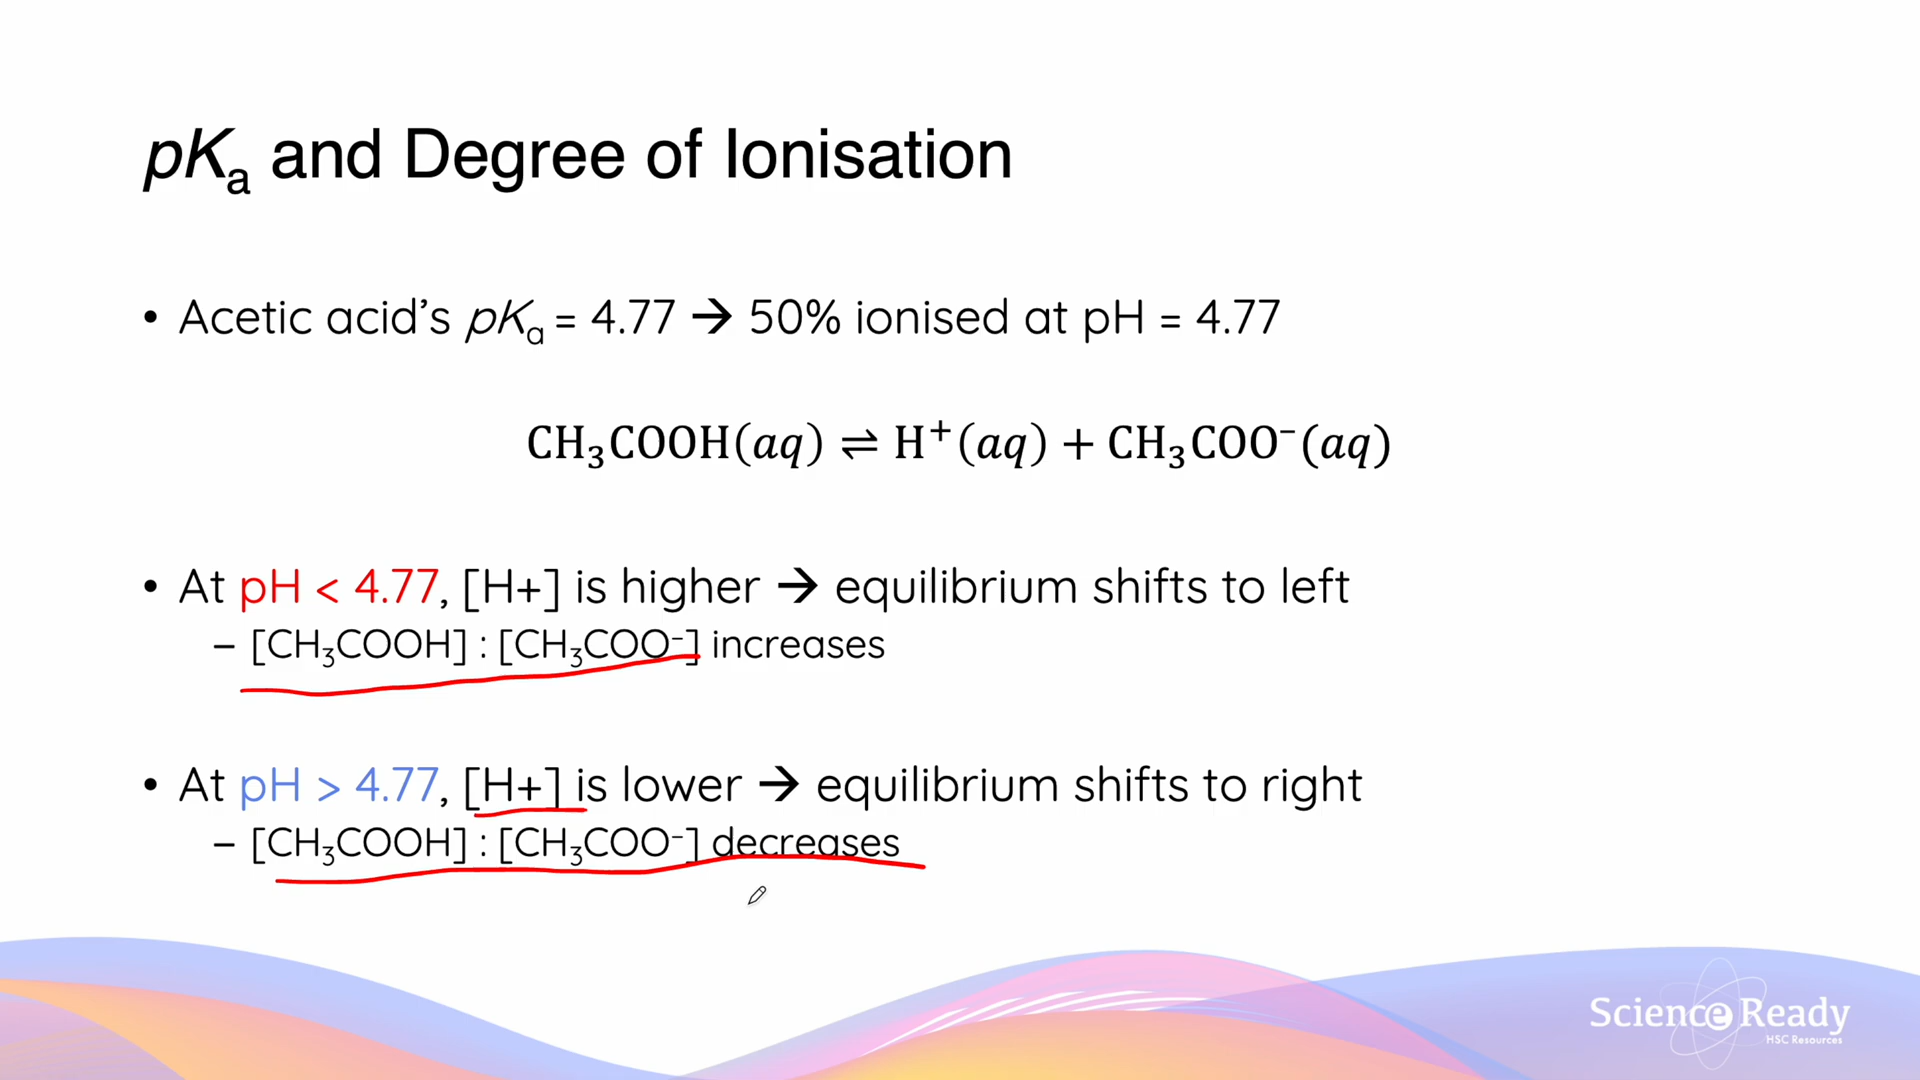 pKₐ and Degree of Ionisation
• Acetic acid’s pKₐ = 4.77 → 50% ionised at pH = 4.77
CH₃COOH(aq) ⇌ H⁺(aq) + CH₃COO⁻(aq)
• At pH < 4.77, [H+] is higher → equilibrium shifts to left
– [CH₃COOH] : [CH₃COO⁻] increases
• At pH > 4.77, [H+] is lower → equilibrium shifts to right
– [CH₃COOH] : [CH₃COO⁻] decreases
Science Ready
HSC Resources